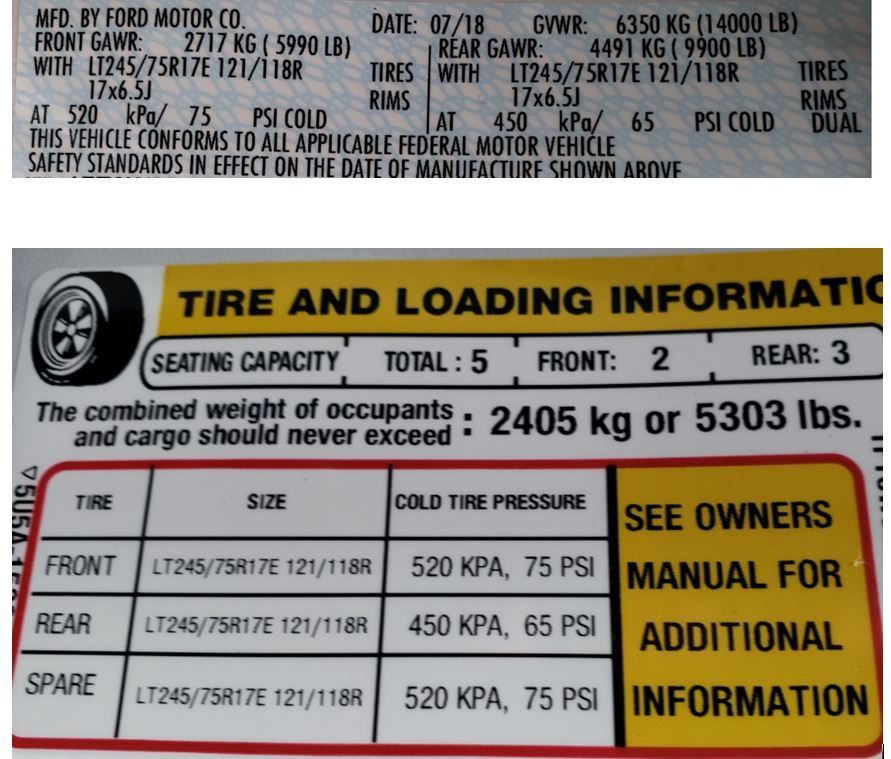 MFD. BY FORD MOTOR CO.
DATE: 07/18 GVWR: 6350 KG (14000 LB)
FRONT GAWR: 2717 KG ( 5990 LB)
WITH LT245/75R17E 121/118R TIRES
17x6.5J RIMS
AT 520 kPa/ 75 PSI COLD
REAR GAWR: 4491 KG ( 9900 LB)
WITH LT245/75R17E 121/118R TIRES
17x6.5J RIMS
AT 450 kPa/ 65 PSI COLD DUAL
THIS VEHICLE CONFORMS TO ALL APPLICABLE FEDERAL MOTOR VEHICLE
SAFETY STANDARDS IN EFFECT ON THE DATE OF MANUFACTURE SHOWN ABOVE
TIRE AND LOADING INFORMATIO
SEATING CAPACITY TOTAL : 5 FRONT: 2 REAR: 3
The combined weight of occupants
and cargo should never exceed : 2405 kg or 5303 lbs.
TIRE SIZE COLD TIRE PRESSURE
FRONT LT245/75R17E 121/118R 520 KPA, 75 PSI
REAR LT245/75R17E 121/118R 450 KPA, 65 PSI
SPARE LT245/75R17E 121/118R 520 KPA, 75 PSI
SEE OWNERS
MANUAL FOR
ADDITIONAL
INFORMATION